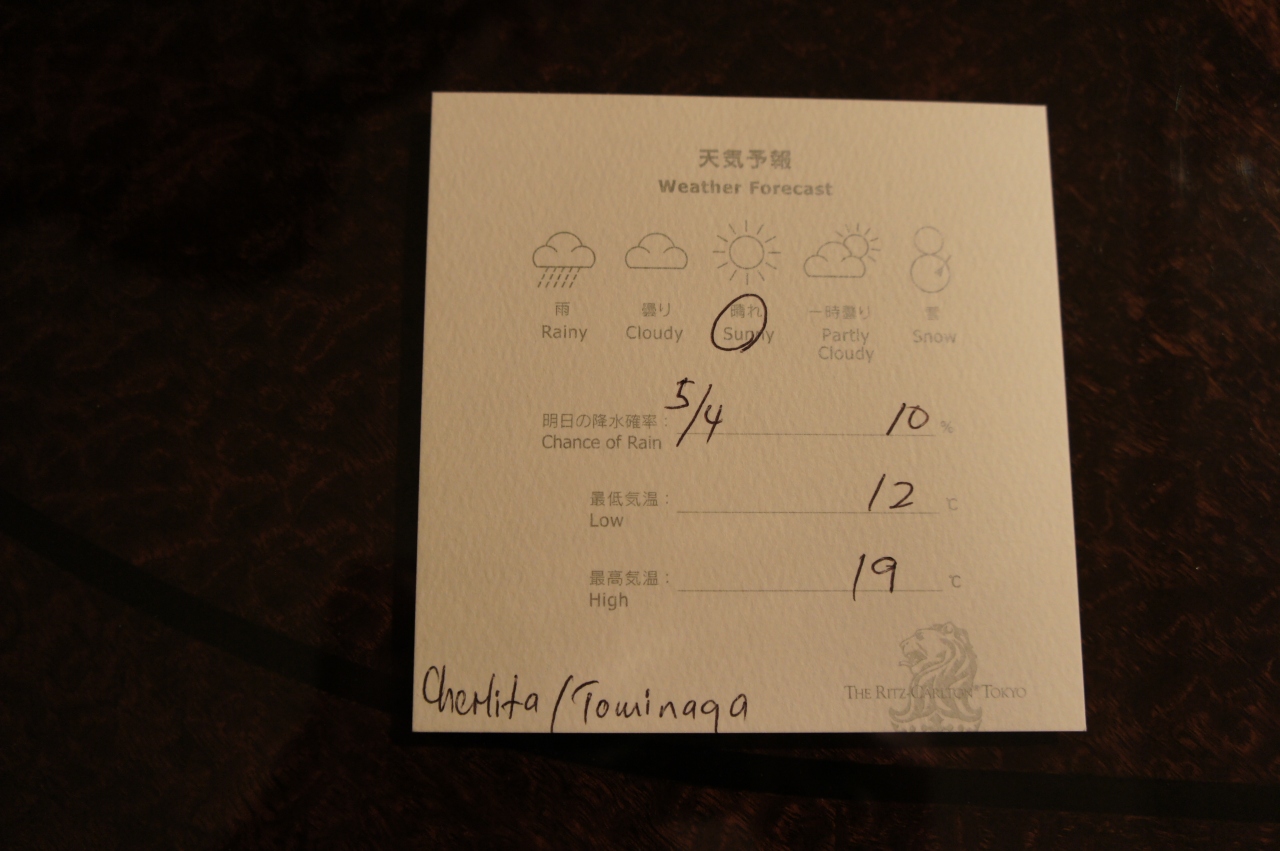 天気予報
Weather Forecast
雨 曇り 晴れ 一時曇り 雪
Rainy Cloudy Sunny Partly Cloudy Snow
明日の降水確率: 5/4 10 %
Chance of Rain
最低気温: 12 ℃
Low
最高気温: 19 ℃
High
Cherlita/Tominaga
THE RITZ-CARLTON® TOKYO